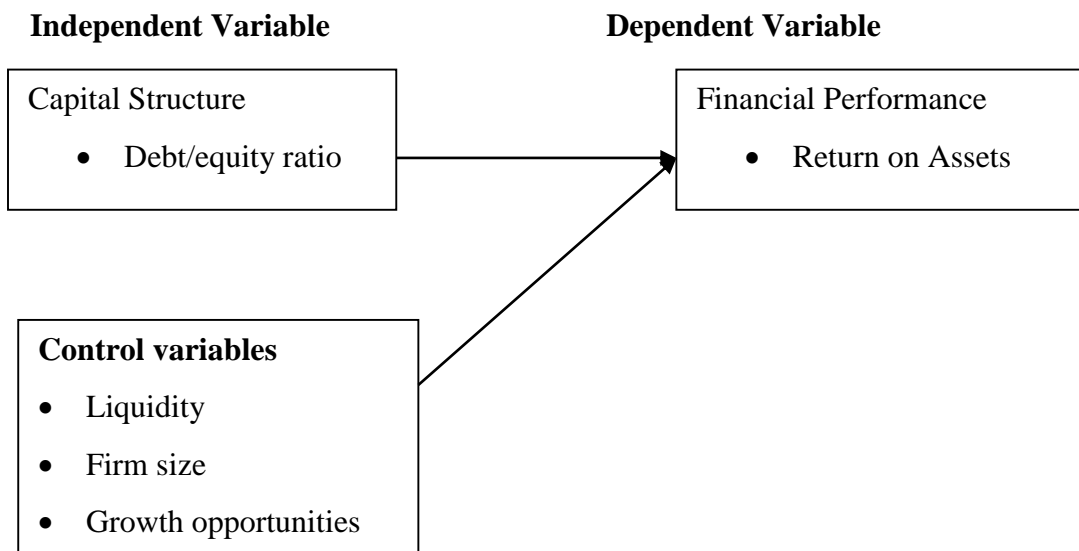 Independent Variable
Dependent Variable
Capital Structure
• Debt/equity ratio
Financial Performance
• Return on Assets
Control variables
• Liquidity
• Firm size
• Growth opportunities